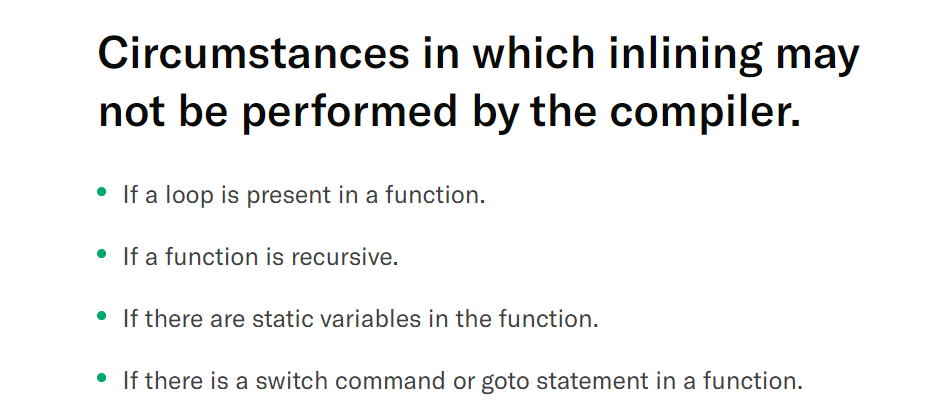 Circumstances in which inlining may
not be performed by the compiler.
If a loop is present in a function.
If a function is recursive.
If there are static variables in the function.
If there is a switch command or goto statement in a function.